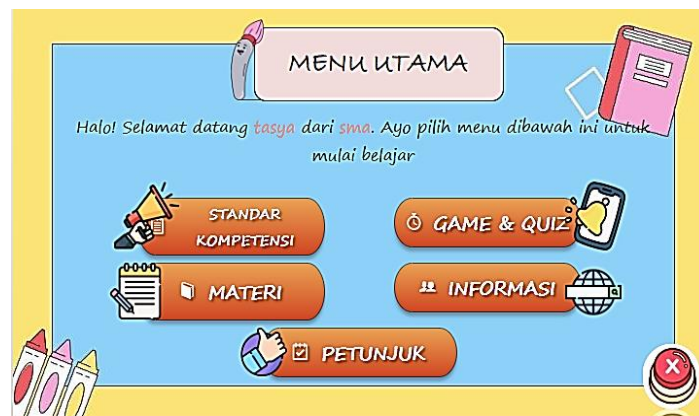 MENU UTAMA
Halo! Selamat datang tasya dari sma. Ayo pilih menu dibawah ini untuk
mulai belajar
STANDAR
KOMPETENSI
GAME & QUIZ
MATERI
INFORMASI
PETUNJUK
X